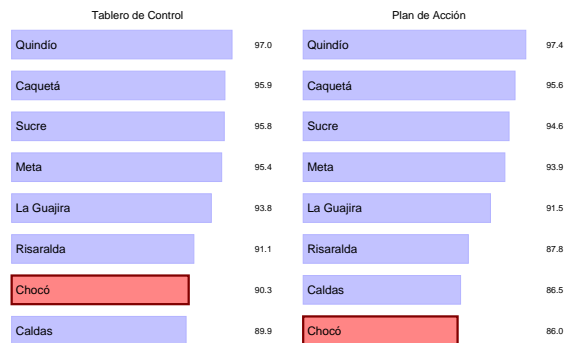 Tablero de Control
Quindío 97.0
Caquetá 95.9
Sucre 95.8
Meta 95.4
La Guajira 93.8
Risaralda 91.1
Chocó 90.3
Caldas 89.9
Plan de Acción
Quindío 97.4
Caquetá 95.6
Sucre 94.6
Meta 93.9
La Guajira 91.5
Risaralda 87.8
Caldas 86.5
Chocó 86.0